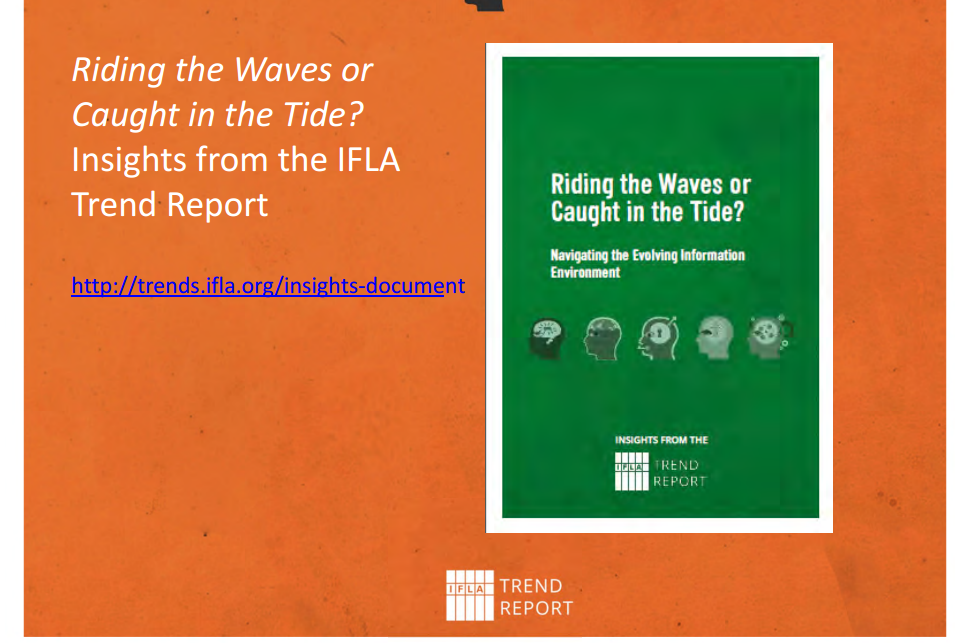 Riding the Waves or
Caught in the Tide?
Insights from the IFLA
Trend Report
http://trends.ifla.org/insights-document
Riding the Waves or
Caught in the Tide?
Navigating the Evolving Information
Environment
INSIGHTS FROM THE
IFLA
TREND
REPORT
IFLA
TREND
REPORT